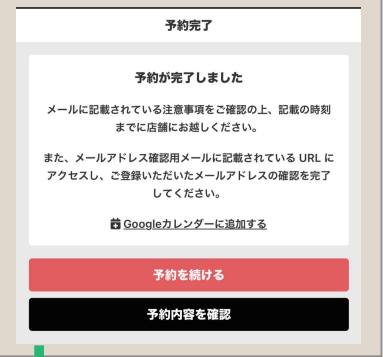 予約完了
予約が完了しました
メールに記載されている注意事項をご確認の上、記載の時刻
までに店舗にお越しください。
また、メールアドレス確認用メールに記載されている URL に
アクセスし、ご登録いただいたメールアドレスの確認を完了
してください。
Googleカレンダーに追加する
予約を続ける
予約内容を確認